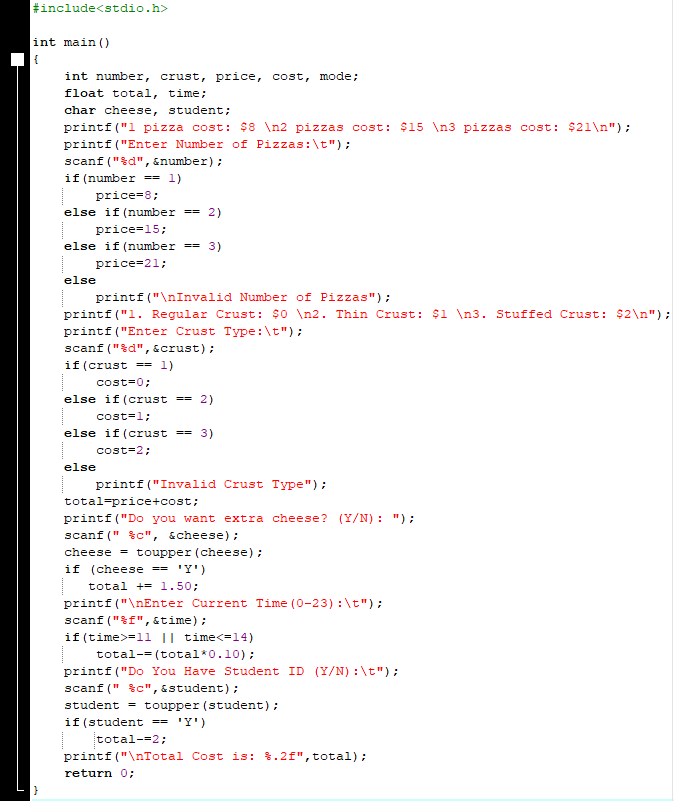 #include<stdio.h>
int main()
{
int number, crust, price, cost, mode;
float total, time;
char cheese, student;
printf("1 pizza cost: $8 \n2 pizzas cost: $15 \n3 pizzas cost: $21\n");
printf("Enter Number of Pizzas:\t");
scanf("%d",&number);
if(number == 1)
price=8;
else if(number == 2)
price=15;
else if(number == 3)
price=21;
else
printf("\nInvalid Number of Pizzas");
printf("1. Regular Crust: $0 \n2. Thin Crust: $1 \n3. Stuffed Crust: $2\n");
printf("Enter Crust Type:\t");
scanf("%d",&crust);
if(crust == 1)
cost=0;
else if(crust == 2)
cost=1;
else if(crust == 3)
cost=2;
else
printf("Invalid Crust Type");
total=price+cost;
printf("Do you want extra cheese? (Y/N): ");
scanf(" %c", &cheese);
cheese = toupper(cheese);
if (cheese == 'Y')
total += 1.50;
printf("\nEnter Current Time(0-23):\t");
scanf("%f",&time);
if(time>=11 || time<=14)
total-=(total*0.10);
printf("Do You Have Student ID (Y/N):\t");
scanf(" %c",&student);
student = toupper(student);
if(student == 'Y')
total-=2;
printf("\nTotal Cost is: %.2f",total);
return 0;
}